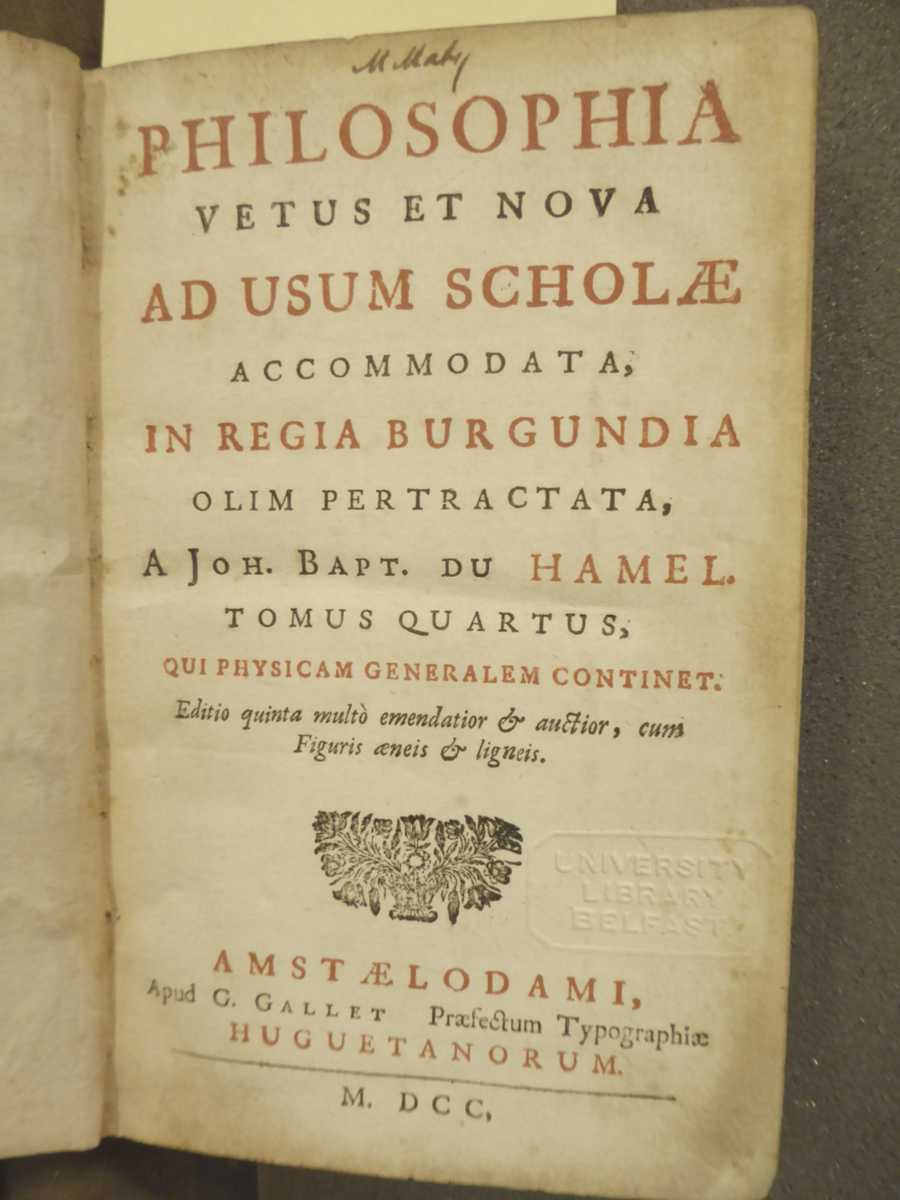 M Maty
PHILOSOPHIA
VETUS ET NOVA
AD USUM SCHOLÆ
ACCOMMODATA,
IN REGIA BURGUNDIA
OLIM PERTRACTATA,
A JOH. BAPT. DU HAMEL.
TOMUS QUARTUS,
QUI PHYSICAM GENERALEM CONTINET.
Editio quinta multò emendatior & auctior, cum
Figuris æneis & ligneis.
UNIVERSITY
LIBRARY
BELFAST
AMSTÆLODAMI,
Apud G. GALLET Præfectum Typographiæ
HUGUETANORUM.
M. DCC,